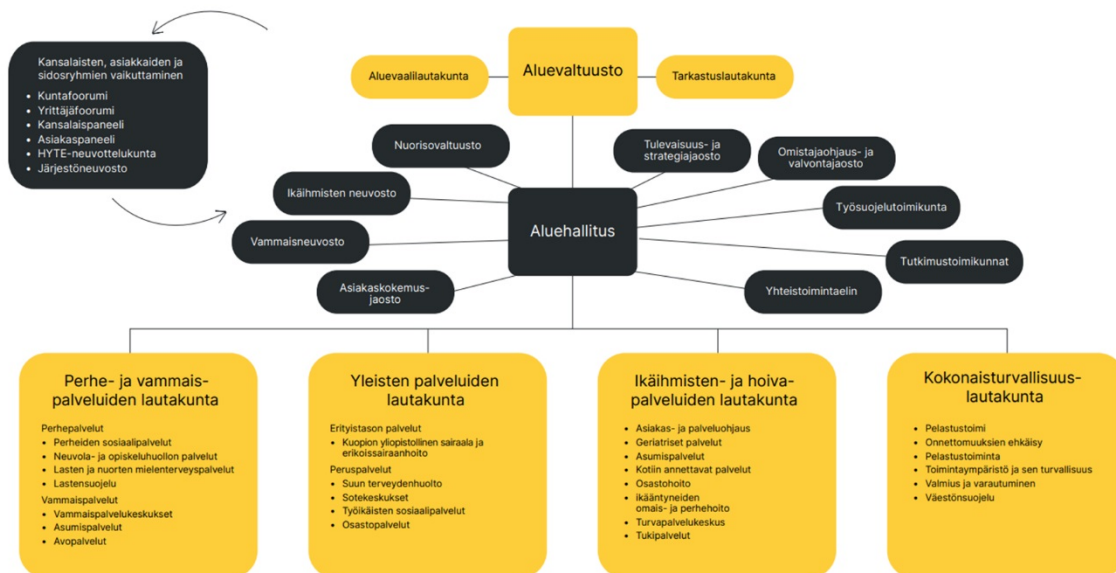 Kansalaisten, asiakkaiden ja
sidosryhmien vaikuttaminen
• Kuntafoorumi
• Yrittäjäfoorumi
• Kansalaispaneeli
• Asiakaspaneeli
• HYTE-neuvottelukunta
• Järjestöneuvosto
Aluevaalilautakunta
Aluevaltuusto
Tarkastuslautakunta
Nuorisovaltuusto
Tulevaisuus- ja
strategiajaosto
Omistajaohjaus- ja
valvontajaosto
Ikäihmisten neuvosto
Työsuojelutoimikunta
Vammaisneuvosto
Aluehallitus
Tutkimustoimikunnat
Asiakaskokemus-
jaosto
Yhteistoimintaelin
Perhe- ja vammais-
palveluiden lautakunta
Perhepalvelut
• Perheiden sosiaalipalvelut
• Neuvola- ja opiskeluhuollon palvelut
• Lasten ja nuorten mielenterveyspalvelut
• Lastensuojelu
Vammaispalvelut
• Vammaispalvelukeskukset
• Asumispalvelut
• Avopalvelut
Yleisten palveluiden
lautakunta
Erityistason palvelut
• Kuopion yliopistollinen sairaala ja
erikoissairaanhoito
Peruspalvelut
• Suun terveydenhuolto
• Sotekeskukset
• Työikäisten sosiaalipalvelut
• Osastopalvelut
Ikäihmisten- ja hoiva-
palveluiden lautakunta
• Asiakas- ja palveluohjaus
• Geriatriset palvelut
• Asumispalvelut
• Kotiin annettavat palvelut
• Osastohoito
• ikääntyneiden
omais- ja perhehoito
• Turvapalvelukeskus
• Tukipalvelut
Kokonaisturvallisuus-
lautakunta
• Pelastustoimi
• Onnettomuuksien ehkäisy
• Pelastustoiminta
• Toimintaympäristö ja sen turvallisuus
• Valmius ja varautuminen
• Väestönsuojelu